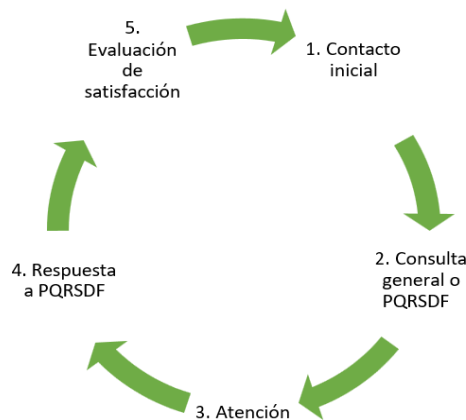 1. Contacto
inicial
2. Consulta
general o
PQRSDF
3. Atención
4. Respuesta
a PQRSDF
5.
Evaluación
de
satisfacción